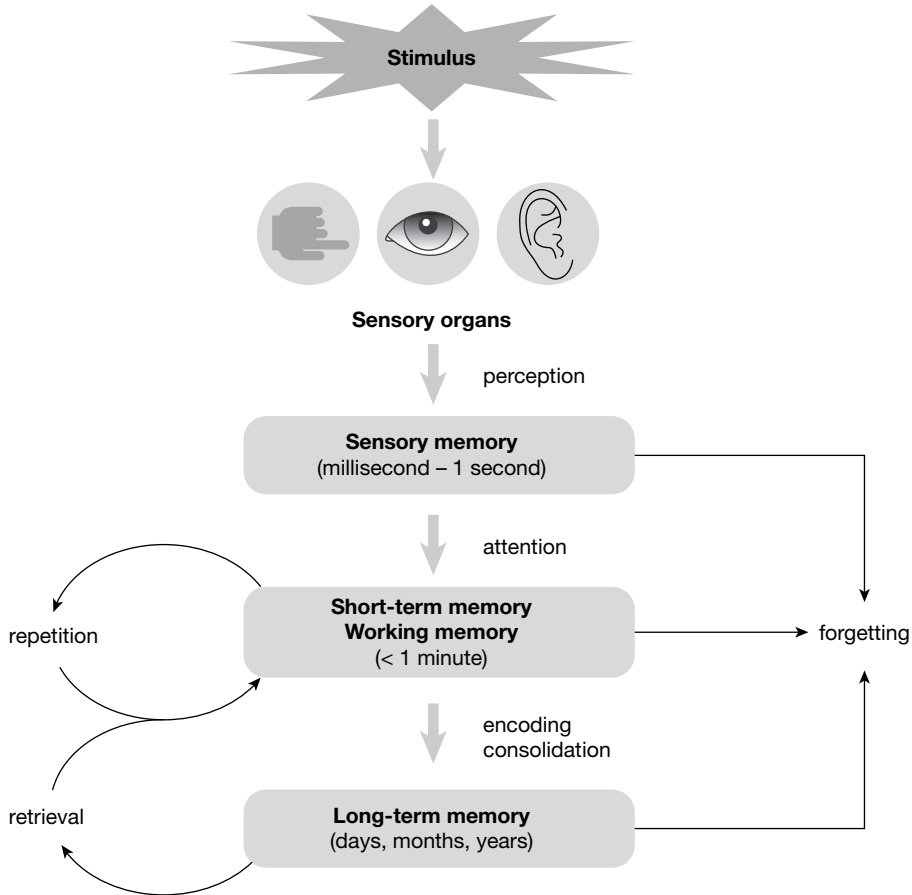 Stimulus
Sensory organs
perception
Sensory memory
(millisecond – 1 second)
attention
Short-term memory
Working memory
(< 1 minute)
repetition
forgetting
encoding
consolidation
retrieval
Long-term memory
(days, months, years)